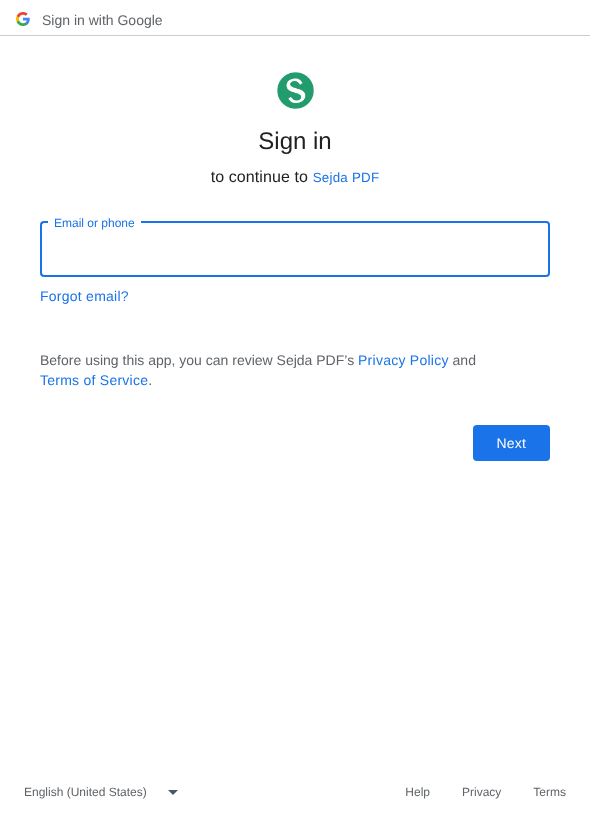 Sign in with Google
S
Sign in
to continue to Sejda PDF
Email or phone
Forgot email?
Before using this app, you can review Sejda PDF's Privacy Policy and
Terms of Service.
Next
English (United States)
Help Privacy Terms